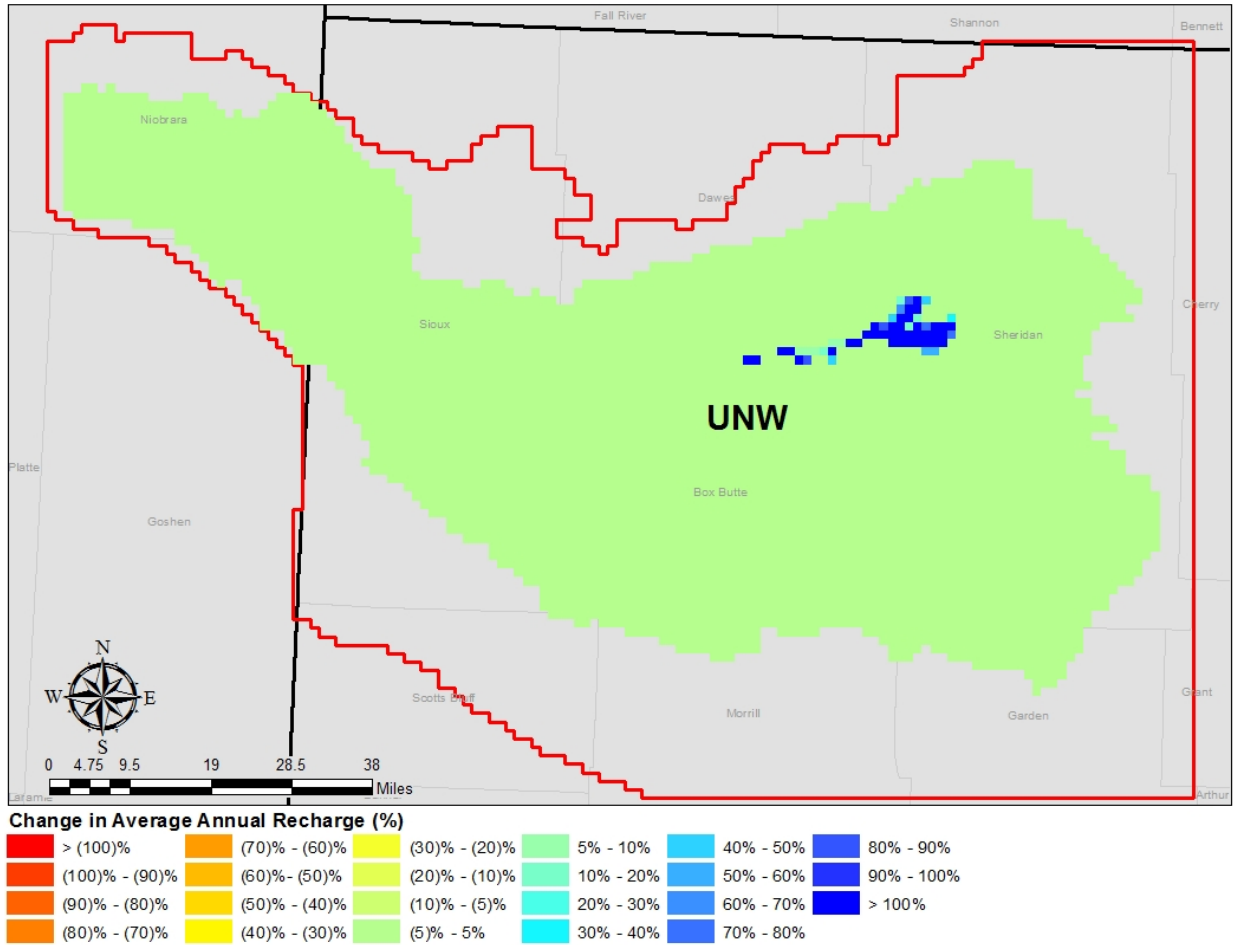 Fall River
Shannon
Bennett
Niobrara
Dawes
Cherry
Sioux
Sheridan
UNW
Platte
Box Butte
Goshen
N
W E
S
Scotts Bluff
Morrill
Garden
Grant
0 4.75 9.5 19 28.5 38
Miles
Laramie
Arthur
Change in Average Annual Recharge (%)
> (100)% (70)% - (60)% (30)% - (20)% 5% - 10% 40% - 50% 80% - 90%
(100)% - (90)% (60)%- (50)% (20)% - (10)% 10% - 20% 50% - 60% 90% - 100%
(90)% - (80)% (50)% - (40)% (10)% - (5)% 20% - 30% 60% - 70% > 100%
(80)% - (70)% (40)% - (30)% (5)% - 5% 30% - 40% 70% - 80%